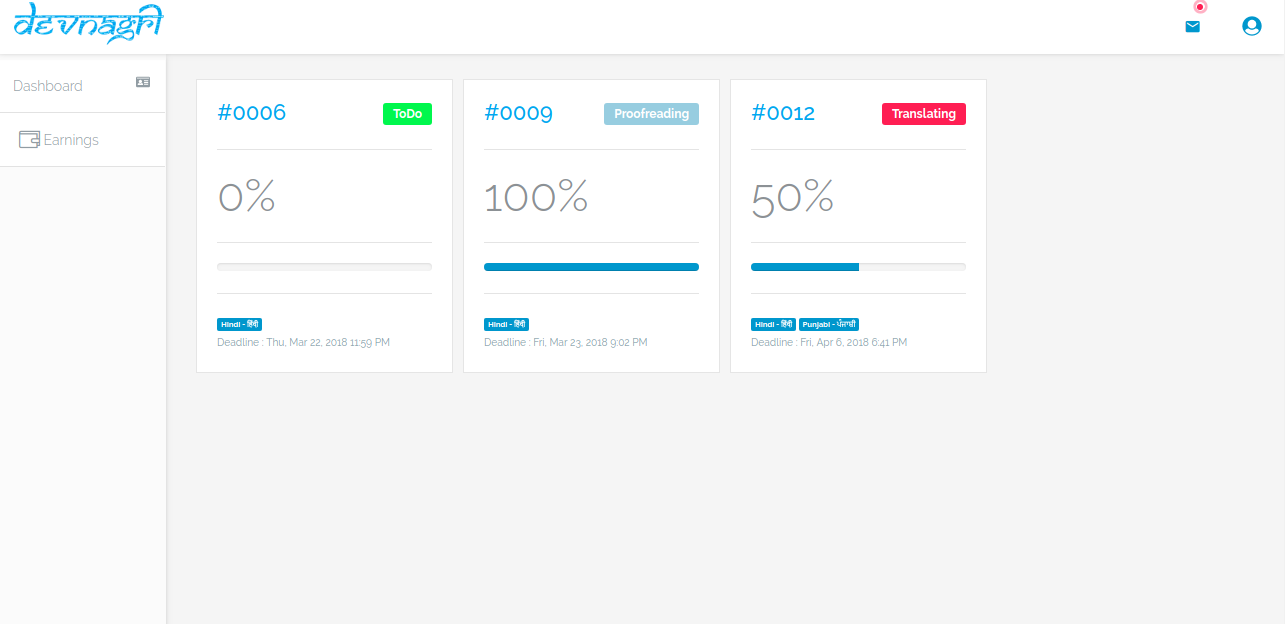 devnagri
Dashboard
Earnings
#0006 ToDo
0%
Hindi - हिंदी
Deadline : Thu, Mar 22, 2018 11:59 PM
#0009 Proofreading
100%
Hindi - हिंदी
Deadline : Fri, Mar 23, 2018 9:02 PM
#0012 Translating
50%
Hindi - हिंदी Punjabi - ਪੰਜਾਬੀ
Deadline : Fri, Apr 6, 2018 6:41 PM